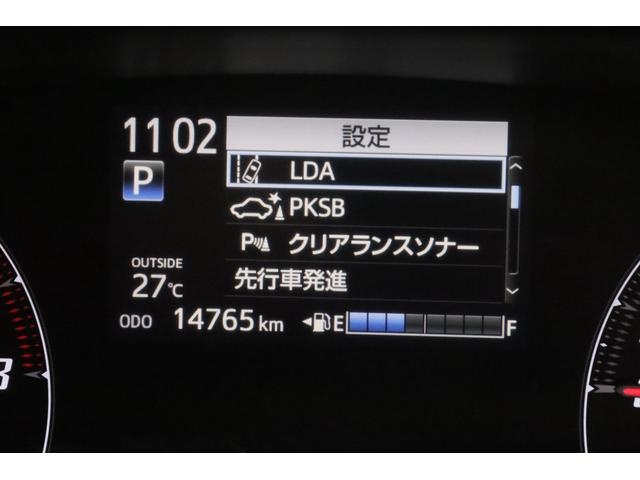 11 02
設定
P
LDA
PKSB
P クリアランスソナー
先行車発進
OUTSIDE
27℃
ODO 14765 km
E F